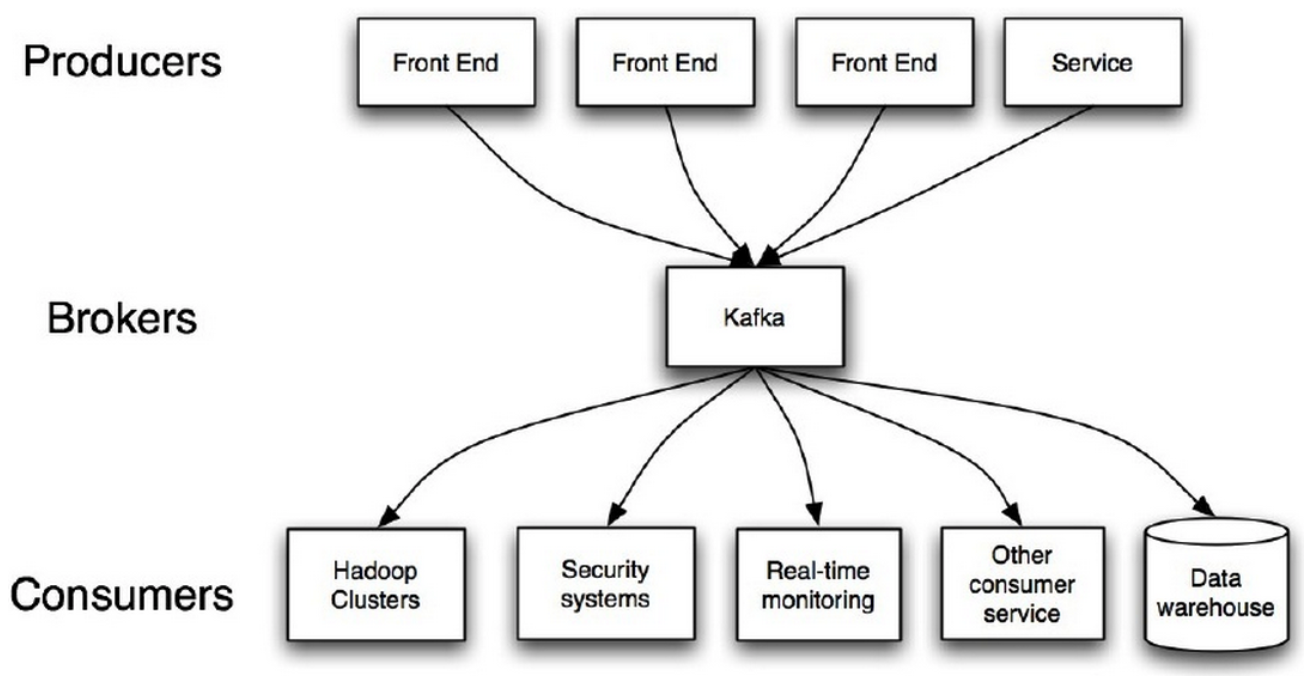 Producers
Front End
Front End
Front End
Service
Brokers
Kafka
Consumers
Hadoop
Clusters
Security
systems
Real-time
monitoring
Other
consumer
service
Data
warehouse